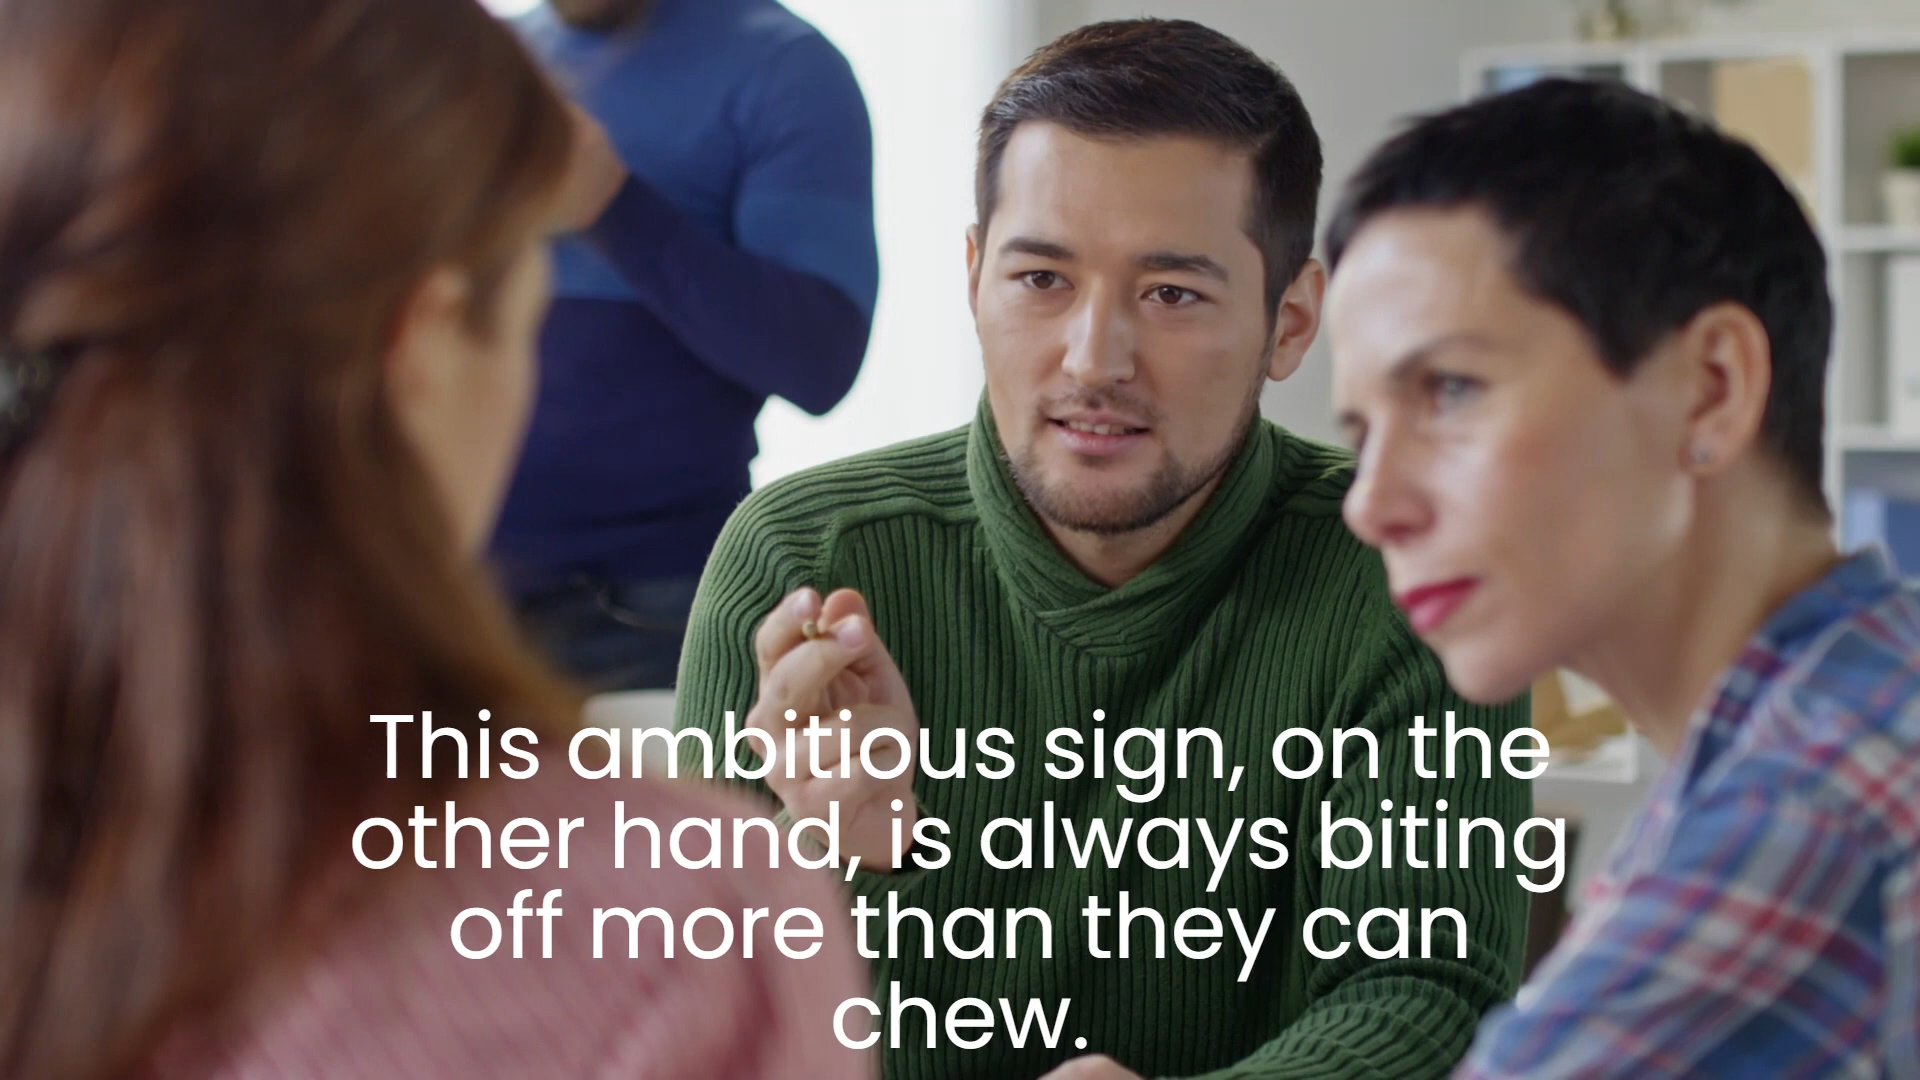 This ambitious sign, on the
other hand, is always biting
off more than they can
chew.